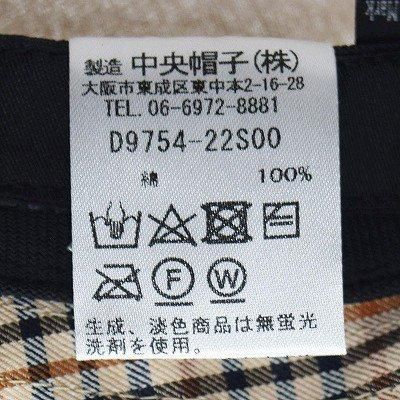 Mark
製造 中央帽子(株)
大阪市東成区東中本2-16-28
TEL. 06-6972-8881
D9754-22S00
綿 100%
F W
生成、淡色商品は無蛍光
洗剤を使用。